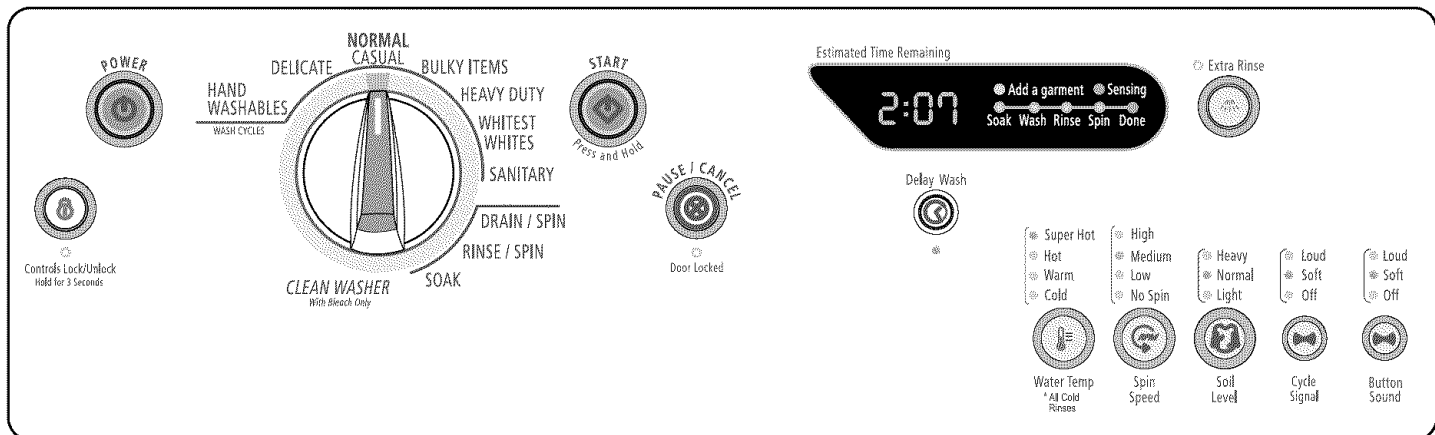 POWER
Controls Lock/Unlock
Hold for 3 Seconds
HAND
WASHABLES
WASH CYCLES
DELICATE
NORMAL
CASUAL
BULKY ITEMS
HEAVY DUTY
WHITEST
WHITES
SANITARY
DRAIN / SPIN
RINSE / SPIN
SOAK
CLEAN WASHER
With Bleach Only
START
Press and Hold
PAUSE / CANCEL
Door Locked
Estimated Time Remaining
2:07
Add a garment Sensing
Soak Wash Rinse Spin Done
Extra Rinse
Delay Wash
Super Hot
Hot
Warm
Cold
Water Temp
* All Cold
Rinses
High
Medium
Low
No Spin
RPM
Spin
Speed
Heavy
Normal
Light
Soil
Level
Loud
Soft
Off
Cycle
Signal
Loud
Soft
Off
Button
Sound